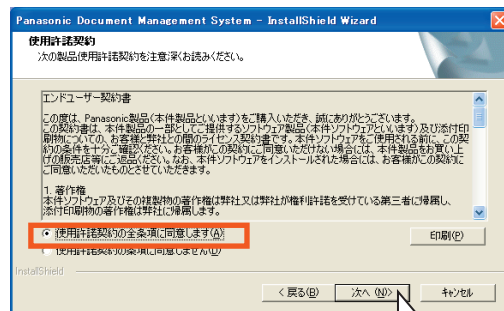 Panasonic Document Management System - InstallShield Wizard
使用許諾契約
次の製品使用許諾契約を注意深くお読みください。
エンドユーザー契約書
この度は、Panasonic製品(本件製品といいます)をご購入いただき、誠にありがとうございます。
この契約書は、本件製品の一部としてご提供するソフトウェア製品(本件ソフトウェアといいます)及び添付印
刷物についての、お客様と弊社との間のライセンス契約書です。本件ソフトウェアをご使用される前に、この契
約の条件を十分ご確認ください。お客様がこの契約にご同意いただけない場合には、本件製品をお買い上
げの販売店等にご返品ください。なお、本件ソフトウェアをインストールされた場合には、お客様がこの契約に
ご同意いただいたものとさせていただきます。
1. 著作権
本件ソフトウェア及びその複製物の著作権は弊社又は弊社が権利許諾を受けている第三者に帰属し、
添付印刷物の著作権は弊社に帰属します。
使用許諾契約の全条項に同意します(A)
使用許諾契約の条項に同意しません(D)
印刷(P)
InstallShield
< 戻る(B)
次へ (N)>
キャンセル